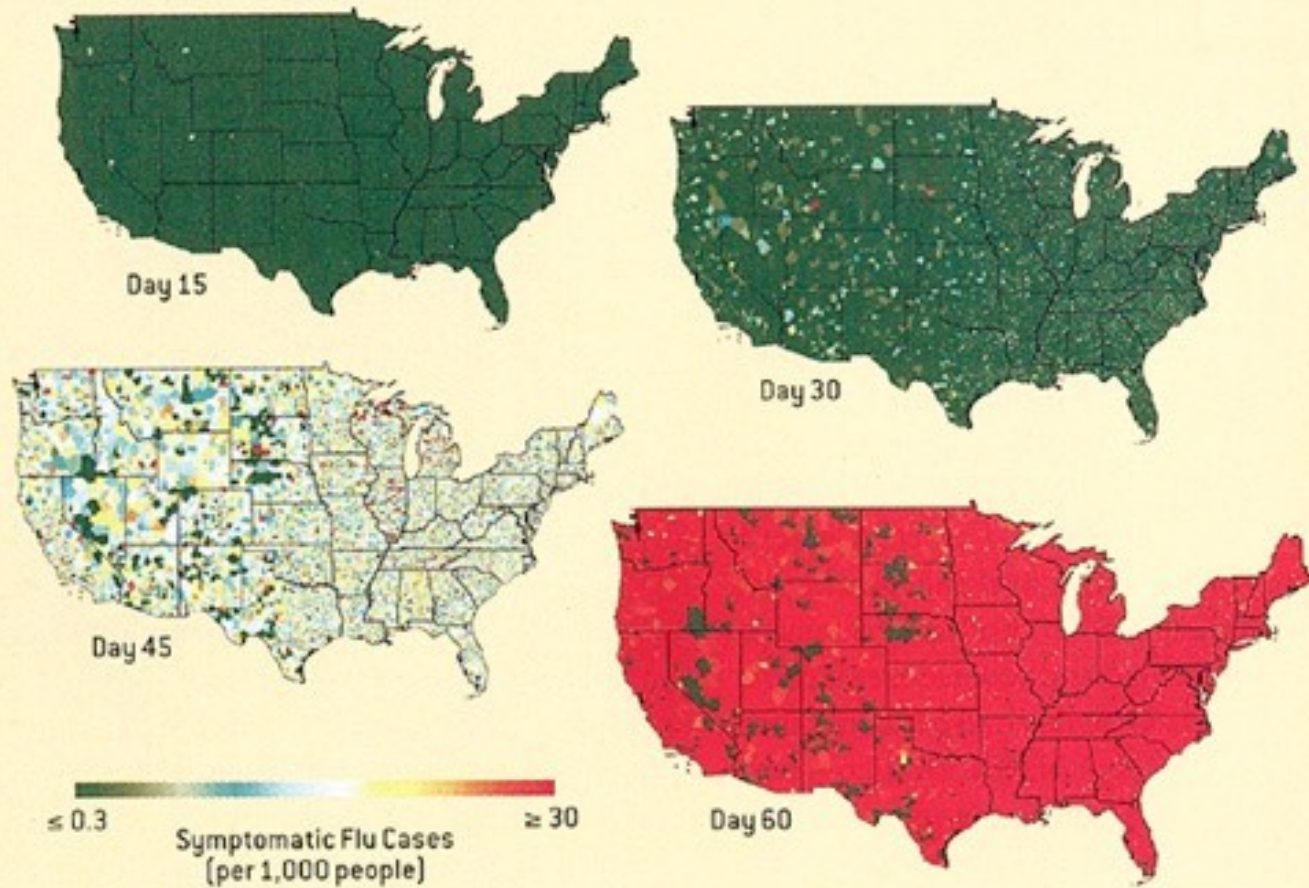 Day 15
Day 30
Day 45
Day 60
≤ 0.3
≥ 30
Symptomatic Flu Cases
(per 1,000 people)